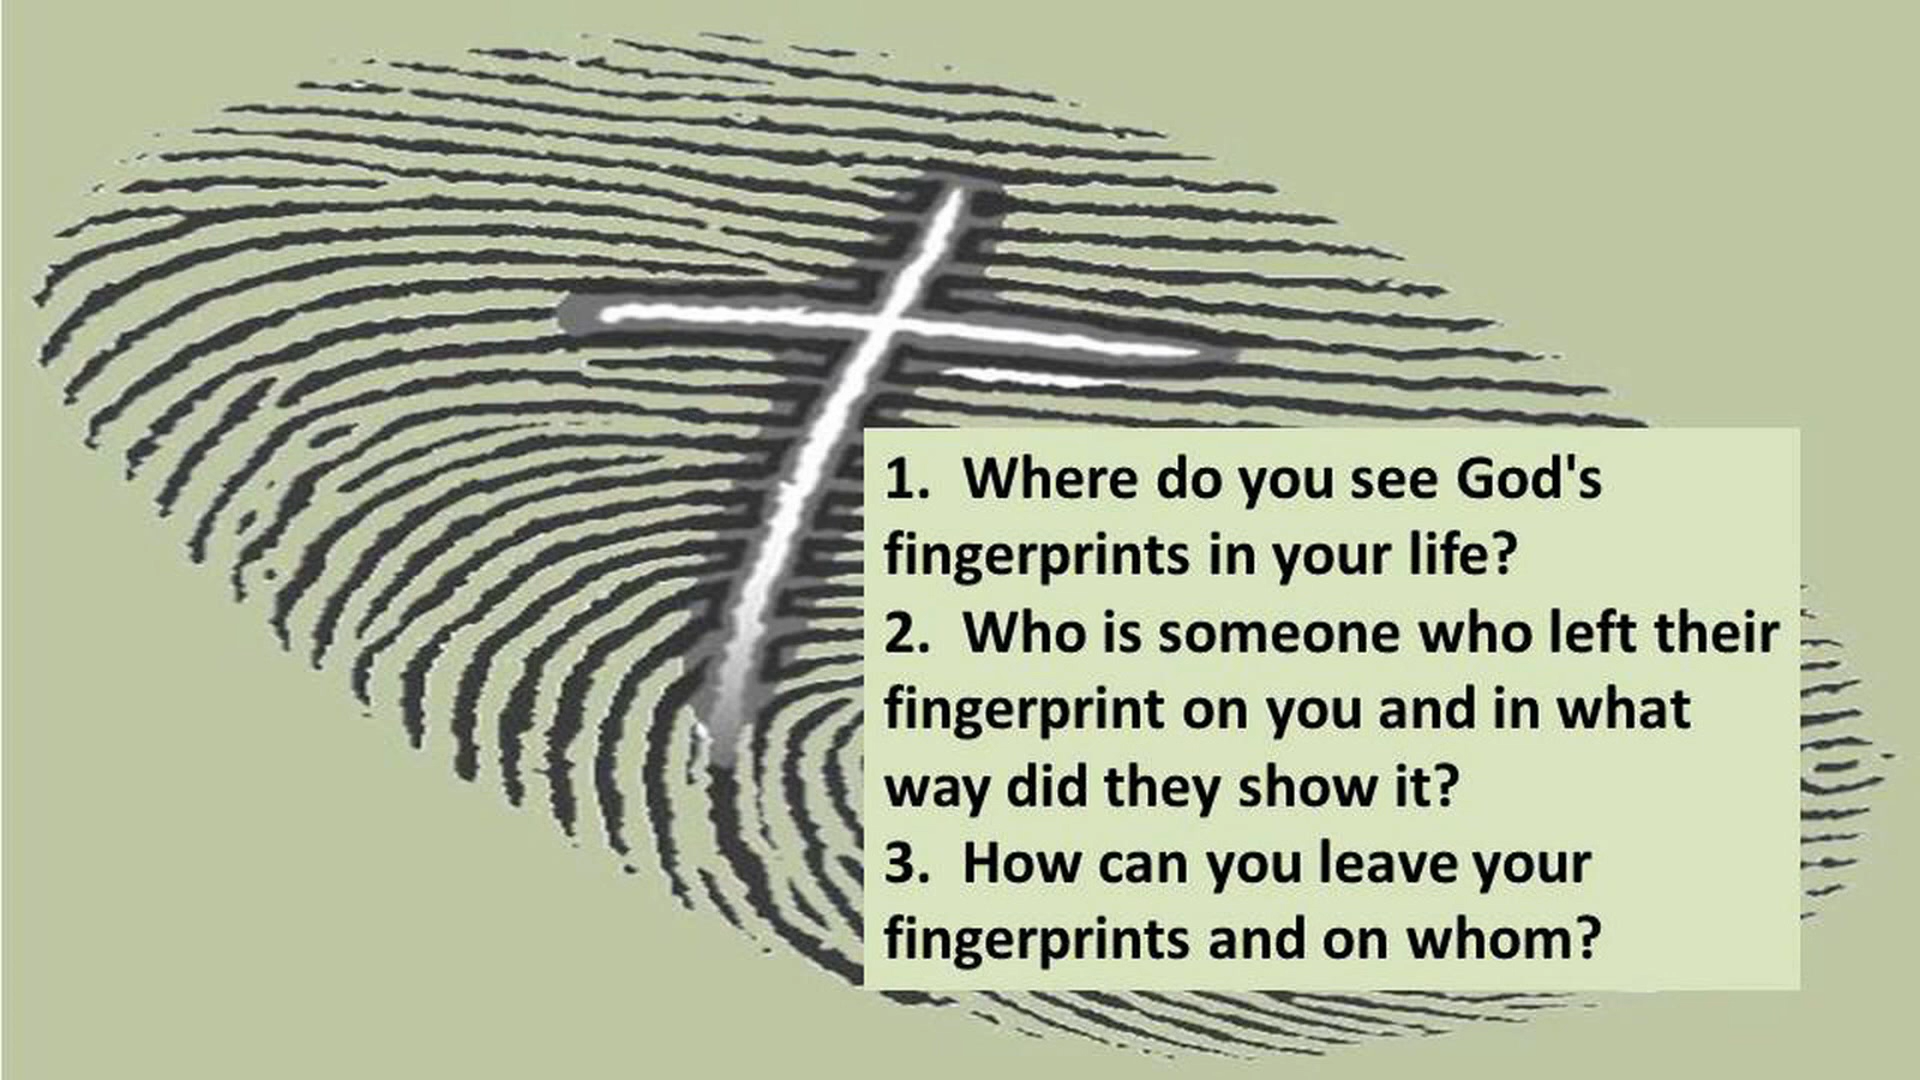 1.  Where do you see God's
fingerprints in your life?
2.  Who is someone who left their
fingerprint on you and in what
way did they show it?
3.  How can you leave your
fingerprints and on whom?